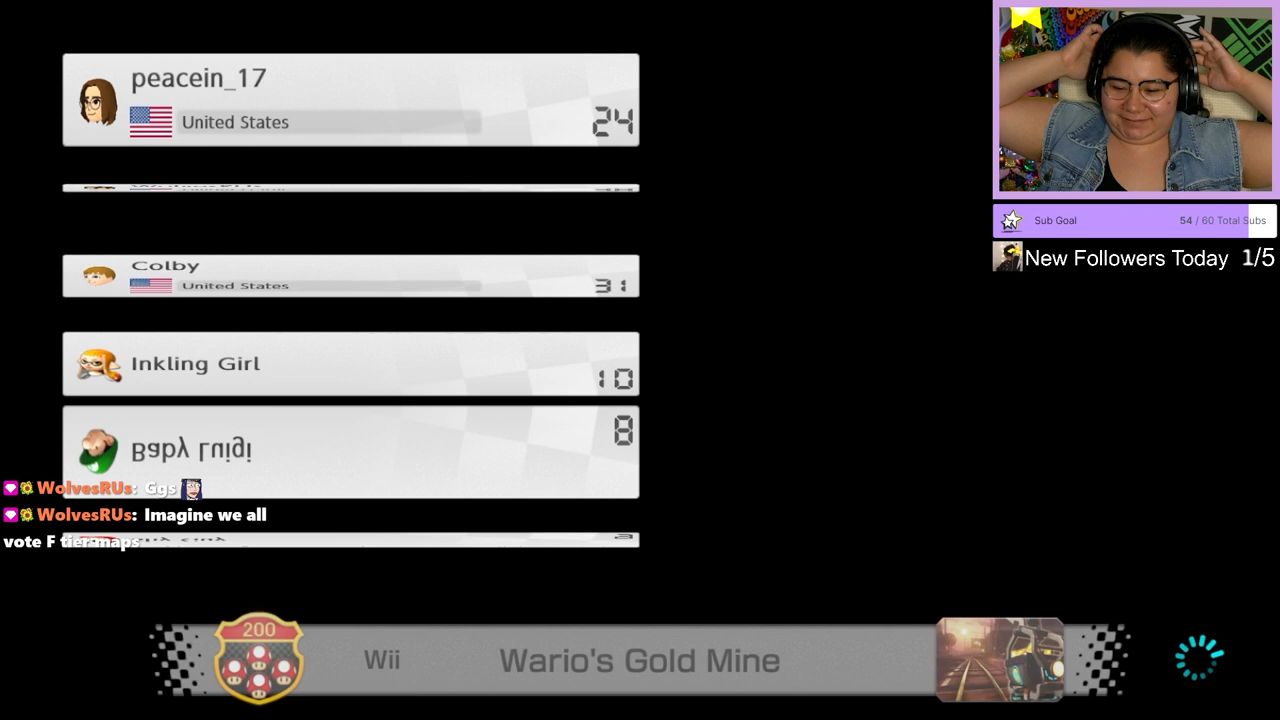 peacein_17
United States
24
Colby
United States
31
Inkling Girl
10
Baby Luigi
8
WolvesRUs: Ggs
WolvesRUs: Imagine we all
vote F tier maps
200
Wii
Wario's Gold Mine
Sub Goal
54 / 60 Total Subs
New Followers Today 1/5